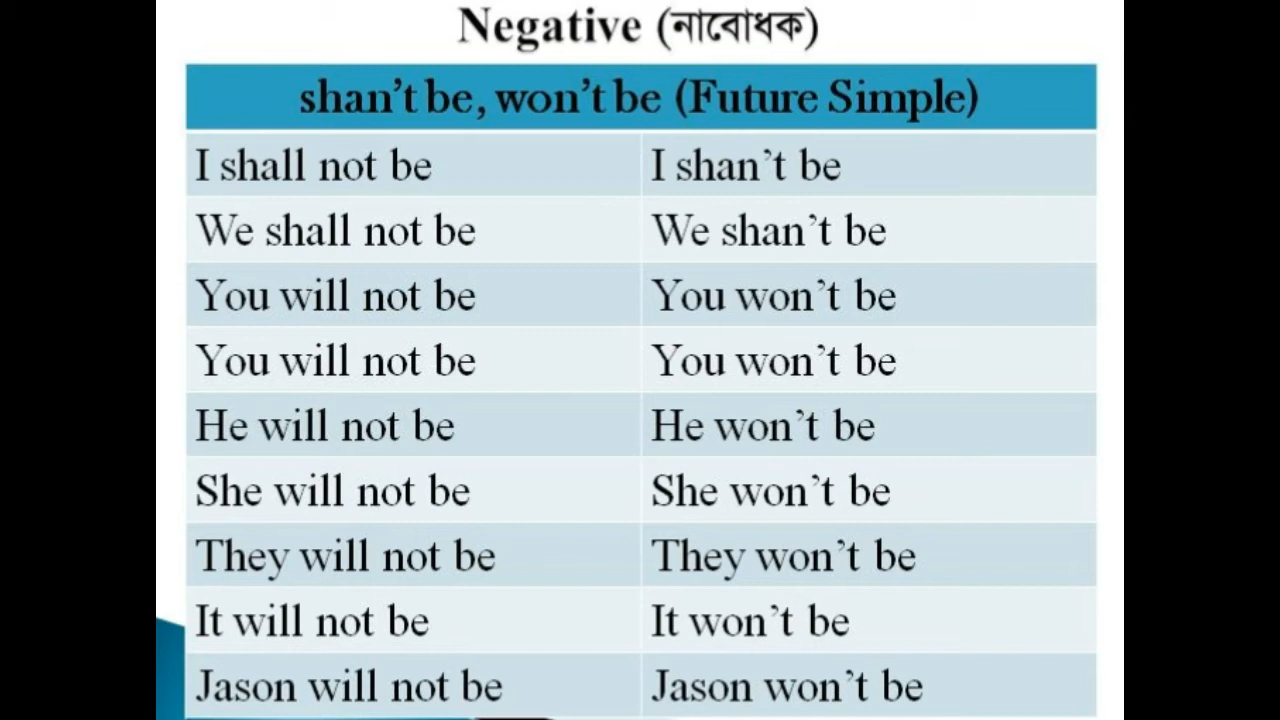 Negative (নাবোধক)
shan’t be, won’t be (Future Simple)
I shall not be I shan’t be
We shall not be We shan’t be
You will not be You won’t be
You will not be You won’t be
He will not be He won’t be
She will not be She won’t be
They will not be They won’t be
It will not be It won’t be
Jason will not be Jason won’t be